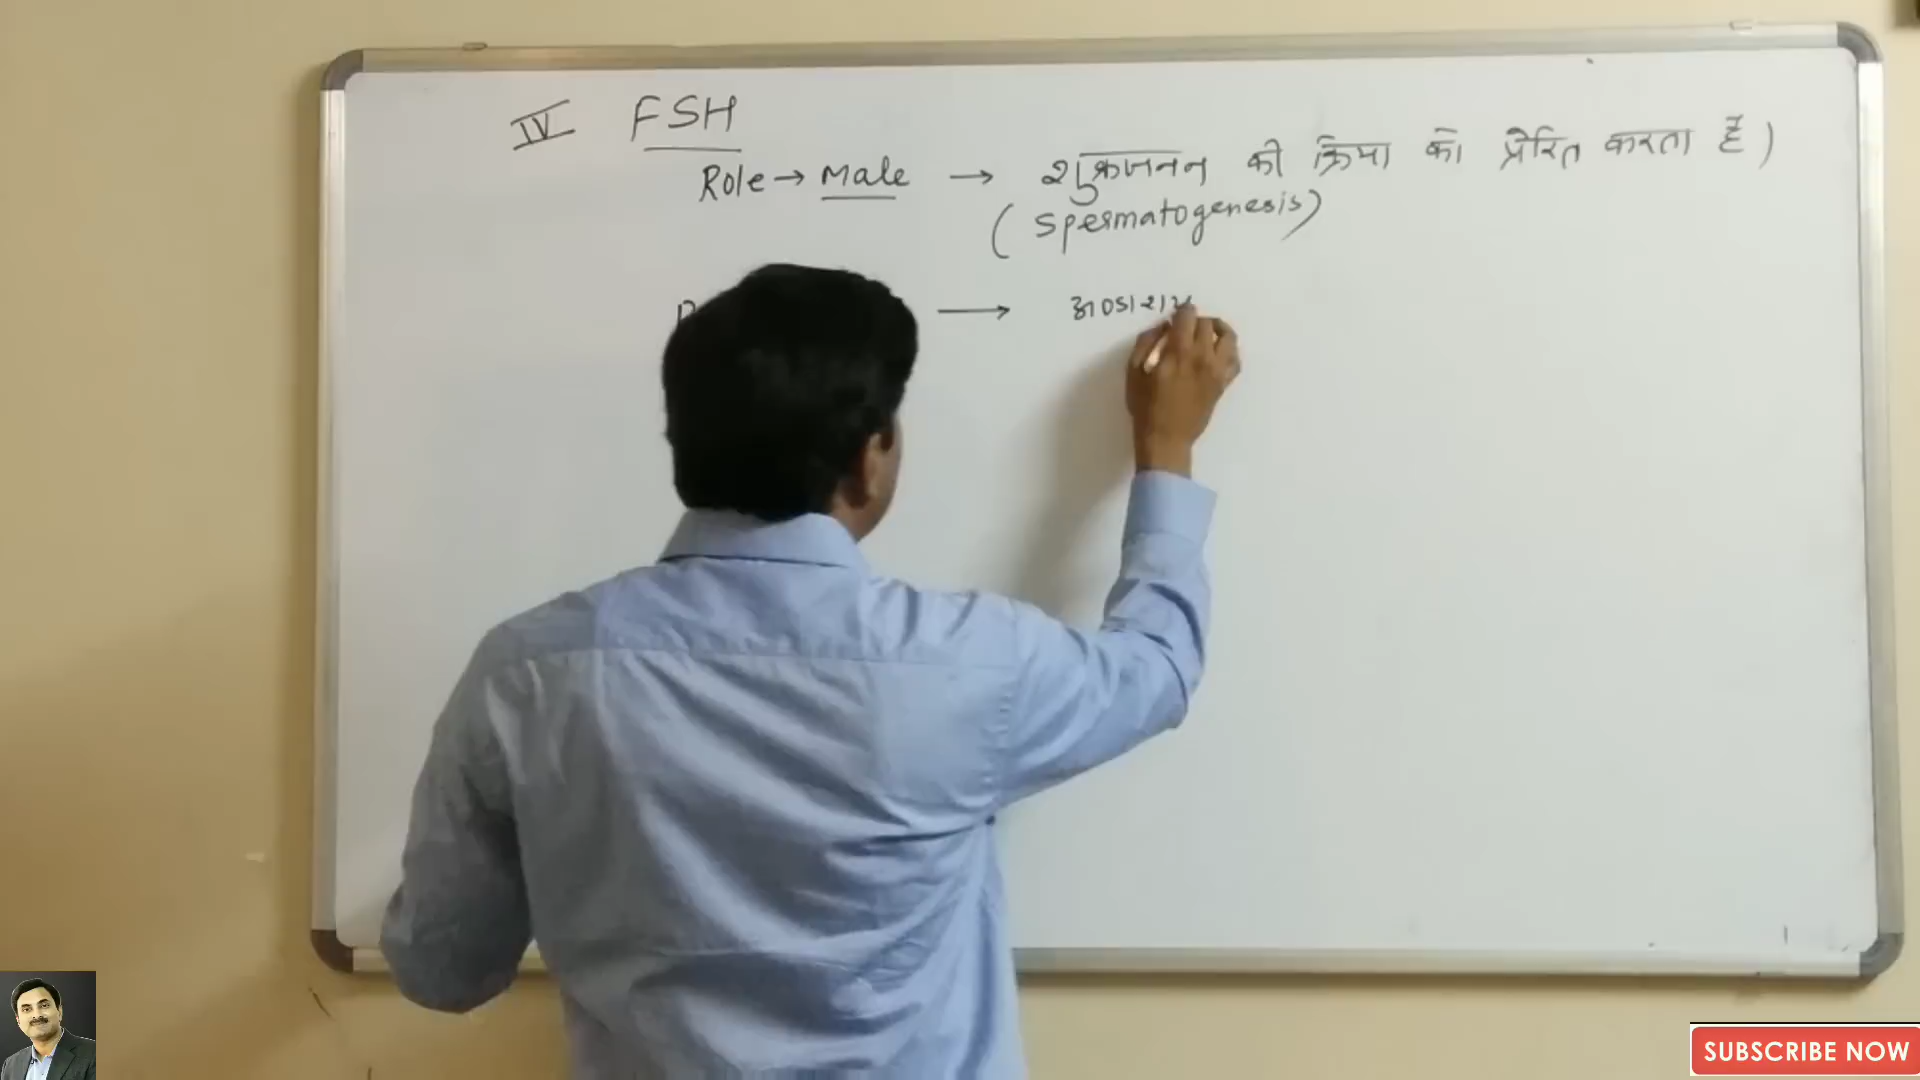 IV FSH
Role → Male → शुक्रजनन की क्रिया को प्रेरित करता है)
(Spermatogenesis)
→ अण्डाशय
SUBSCRIBE NOW